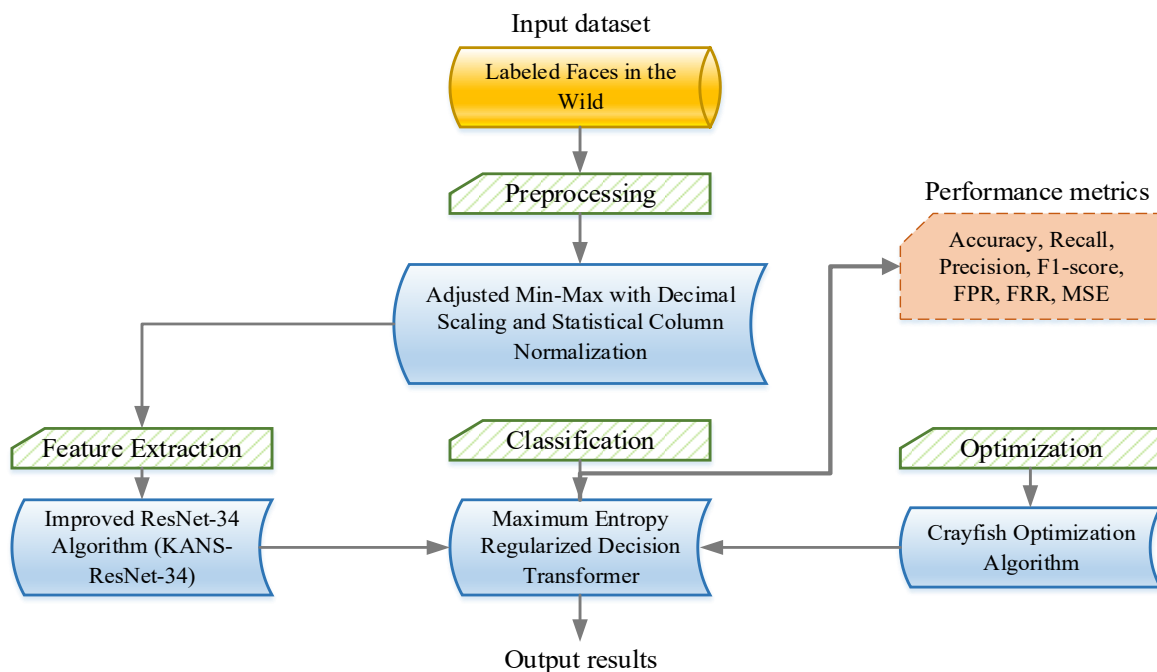 Input dataset
Labeled Faces in the
Wild
Preprocessing
Performance metrics
Accuracy, Recall,
Precision, F1-score,
FPR, FRR, MSE
Adjusted Min-Max with Decimal
Scaling and Statistical Column
Normalization
Feature Extraction
Classification
Optimization
Improved ResNet-34
Algorithm (KANS-
ResNet-34)
Maximum Entropy
Regularized Decision
Transformer
Crayfish Optimization
Algorithm
Output results